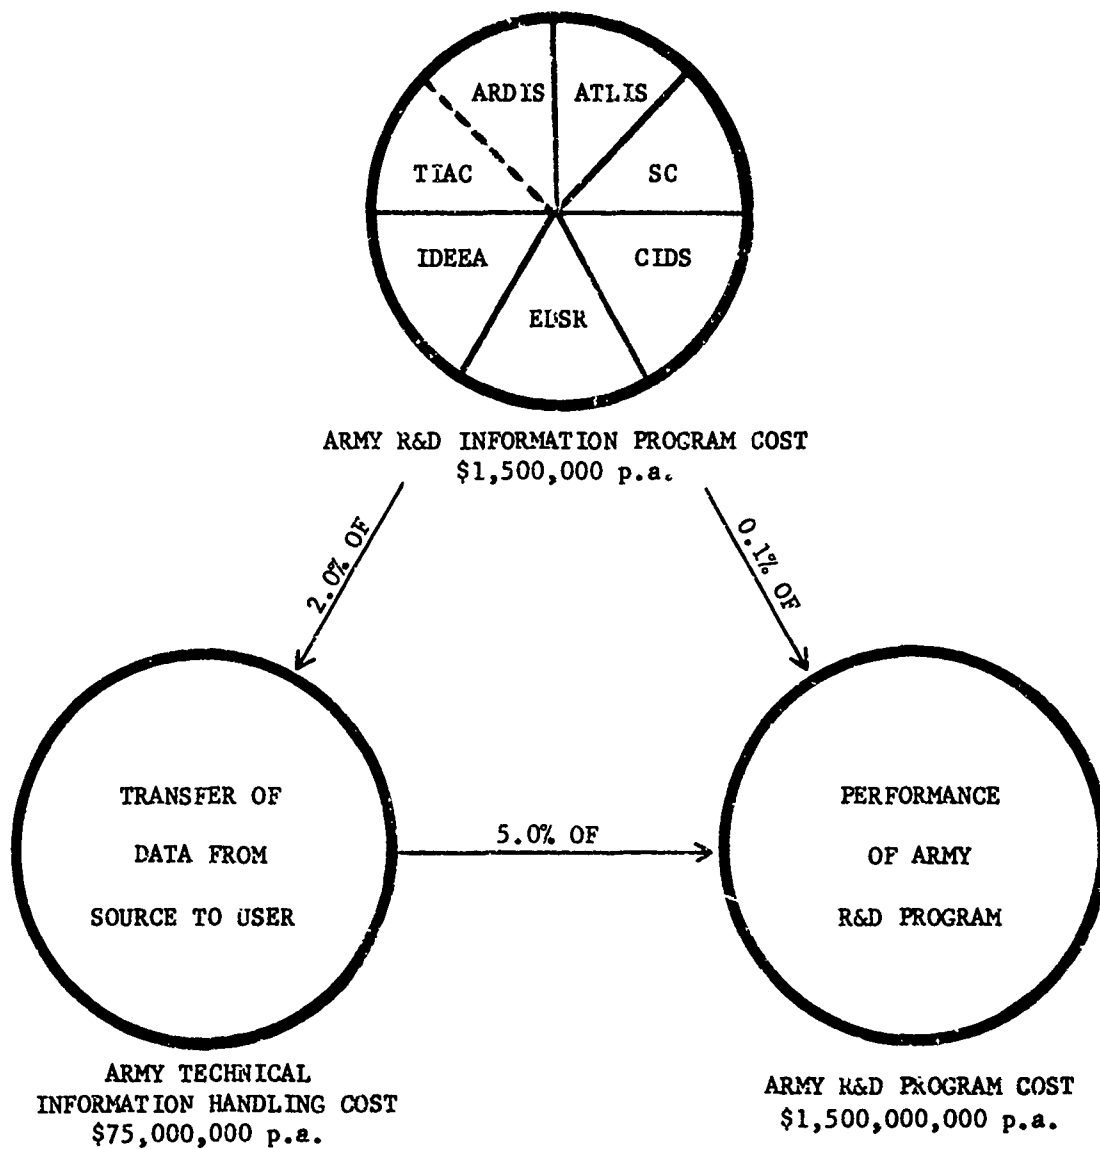 ARDIS
ATLIS
TIAC
SC
IDEEA
CIDS
ELSR
ARMY R&D INFORMATION PROGRAM COST
$1,500,000 p.a.
2.0% OF
0.1% OF
TRANSFER OF
DATA FROM
SOURCE TO USER
5.0% OF
PERFORMANCE
OF ARMY
R&D PROGRAM
ARMY TECHNICAL
INFORMATION HANDLING COST
$75,000,000 p.a.
ARMY R&D PROGRAM COST
$1,500,000,000 p.a.